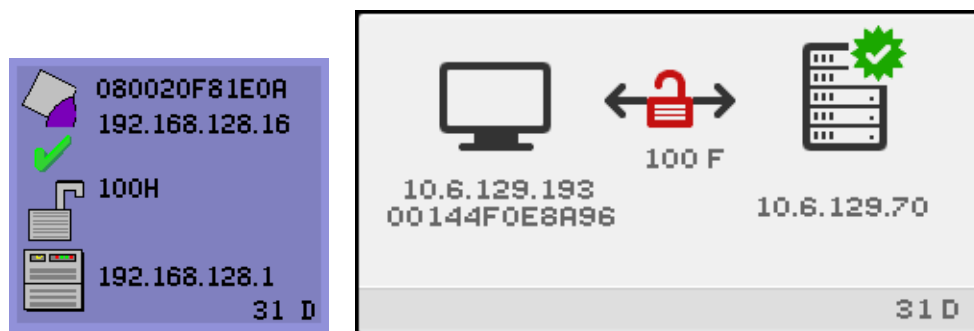 080020F81E0A
192.168.128.16
100H
192.168.128.1
31 D
100 F
10.6.129.193
00144F0E8A96
10.6.129.70
31 D